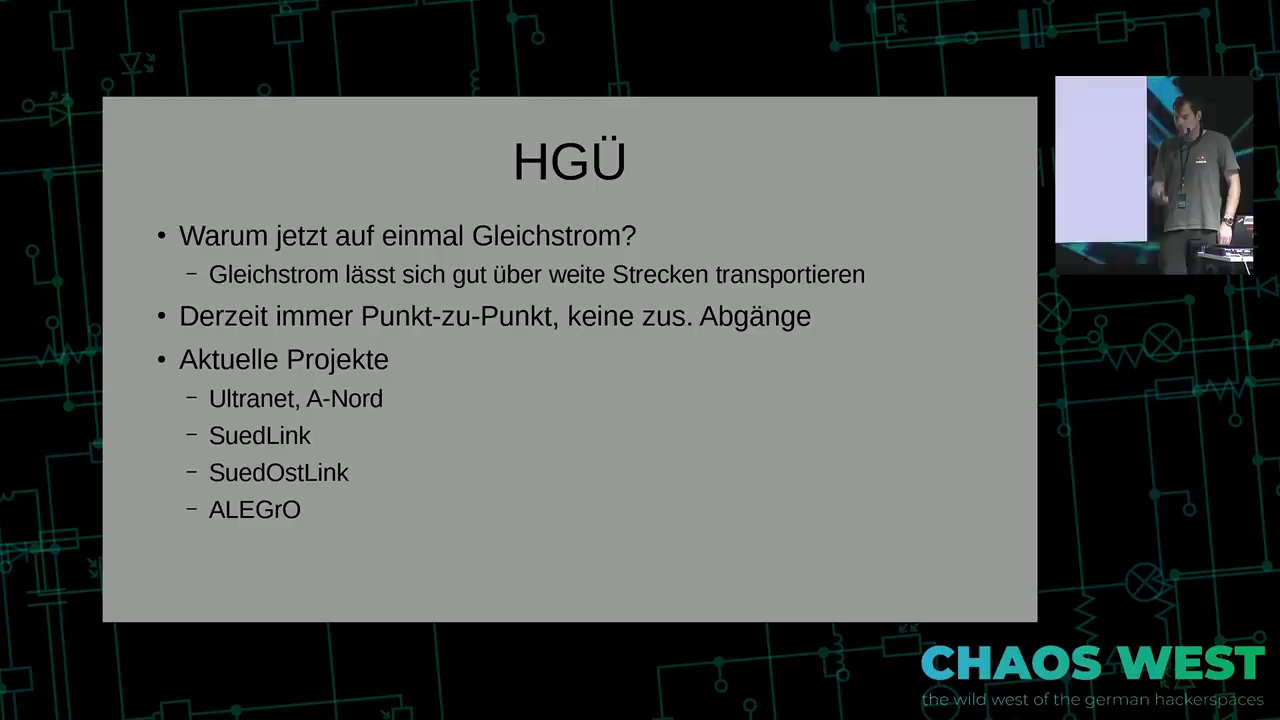 HGÜ
• Warum jetzt auf einmal Gleichstrom?
– Gleichstrom lässt sich gut über weite Strecken transportieren
• Derzeit immer Punkt-zu-Punkt, keine zus. Abgänge
• Aktuelle Projekte
– Ultranet, A-Nord
– SuedLink
– SuedOstLink
– ALEGrO
CHAOS WEST
the wild west of the german hackerspaces